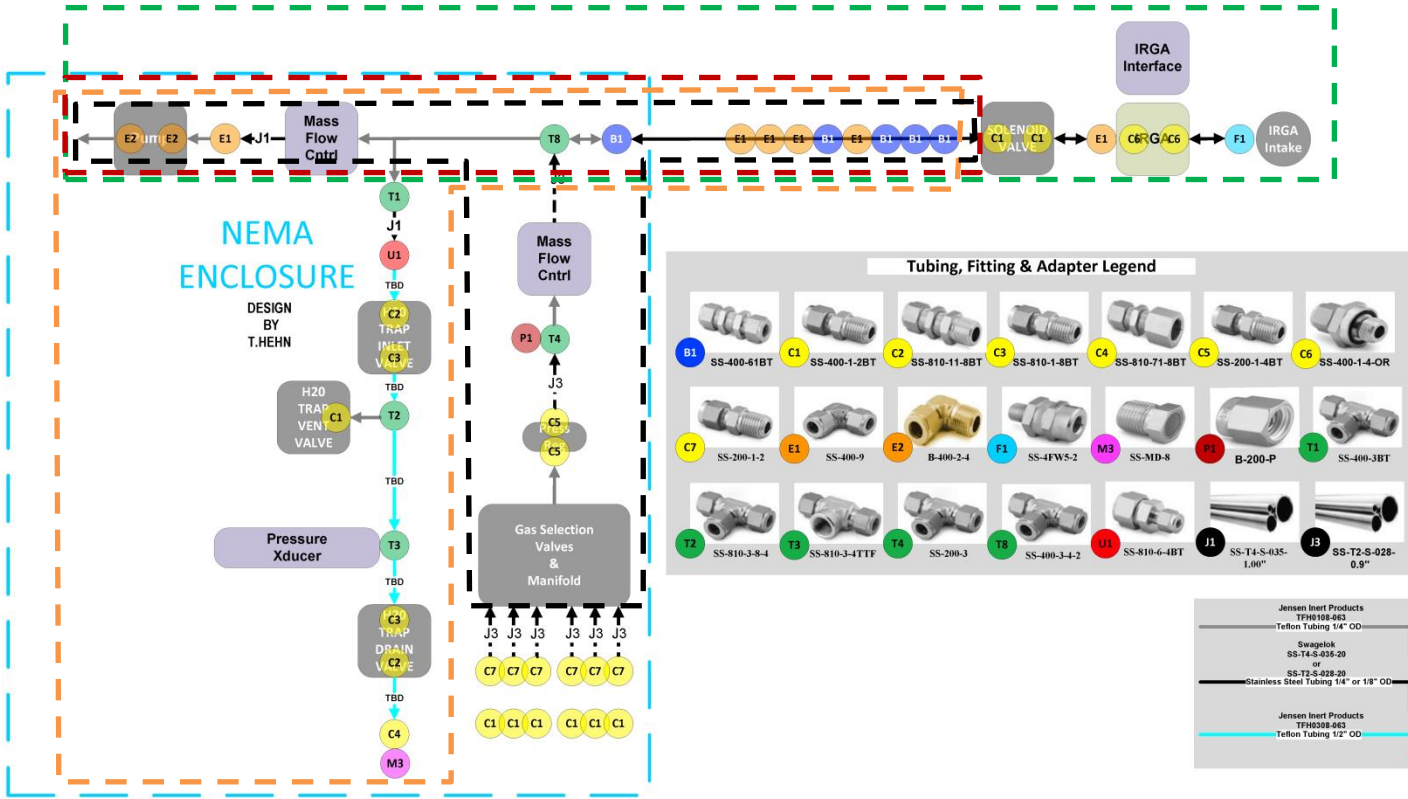 IRGA
Interface
E2
Pump
E2
E1
J1
Mass
Flow
Cntrl
T8
B1
E1
E1
E1
B1
E1
B1
B1
B1
C1
SOLENOID
VALVE
C1
E1
C6
IRGA
C6
F1
IRGA
Intake
T1
J1
U1
TBD
NEMA
ENCLOSURE
DESIGN
BY
T.HEHN
C2
H20
TRAP
INLET
VALVE
C3
TBD
H20
TRAP
VENT
VALVE
C1
T2
TBD
Pressure
Xducer
T3
TBD
C3
H20
TRAP
DRAIN
VALVE
C2
TBD
C4
M3
Mass
Flow
Cntrl
P1
T4
J3
C5
Press
Reg
C5
Gas Selection
Valves
&
Manifold
J3 J3 J3 J3 J3 J3
C7 C7 C7 C7 C7 C7
C1 C1 C1 C1 C1 C1
Tubing, Fitting & Adapter Legend
B1 SS-400-61BT
C1 SS-400-1-2BT
C2 SS-810-11-8BT
C3 SS-810-1-8BT
C4 SS-810-71-8BT
C5 SS-200-1-4BT
C6 SS-400-1-4-OR
C7 SS-200-1-2
E1 SS-400-9
E2 B-400-2-4
F1 SS-4FW5-2
M3 SS-MD-8
P1 B-200-P
T1 SS-400-3BT
T2 SS-810-3-8-4
T3 SS-810-3-4TTF
T4 SS-200-3
T8 SS-400-3-4-2
U1 SS-810-6-4BT
J1 SS-T4-S-035-
1.00"
J3 SS-T2-S-028-
0.9"
Jensen Inert Products
TFH0108-063
Teflon Tubing 1/4" OD
Swagelok
SS-T4-S-035-20
or
SS-T2-S-028-20
Stainless Steel Tubing 1/4" or 1/8" OD
Jensen Inert Products
TFH0308-063
Teflon Tubing 1/2" OD